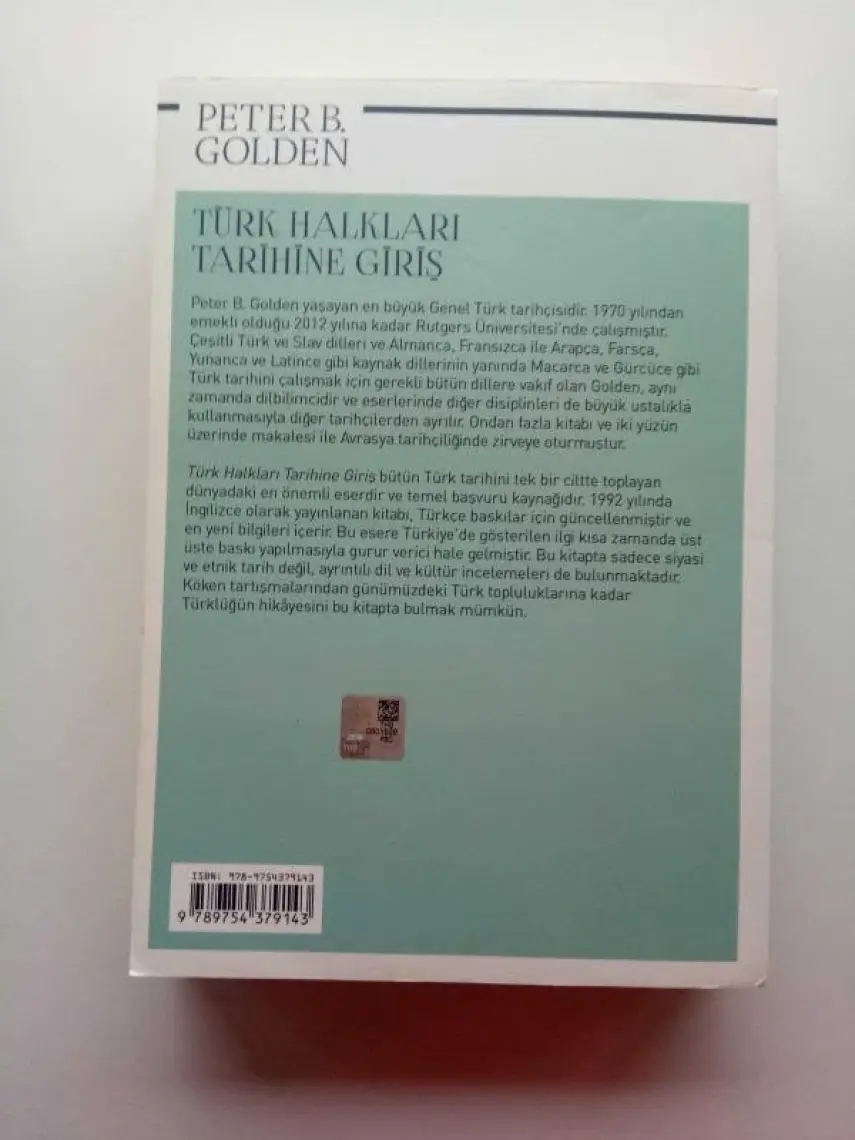 PETER B.
GOLDEN
TÜRK HALKLARI
TARİHİNE GİRİŞ
Peter B. Golden yaşayan en büyük Genel Türk tarihçisidir. 1970 yılından
emekli olduğu 2012 yılına kadar Rutgers Üniversitesi'nde çalışmıştır.
Çeşitli Türk ve Slav dilleri ve Almanca, Fransızca ile Arapça, Farsça,
Yunanca ve Latince gibi kaynak dillerinin yanında Macarca ve Gürcüce gibi
Türk tarihini çalışmak için gerekli bütün dillere vakıf olan Golden, aynı
zamanda dilbilimcidir ve eserlerinde diğer disiplinleri de büyük ustalıkla
kullanmasıyla diğer tarihçilerden ayrılır. Ondan fazla kitabı ve iki yüzün
üzerinde makalesi ile Avrasya tarihçiliğinde zirveye oturmuştur.
Türk Halkları Tarihine Giriş bütün Türk tarihini tek bir ciltte toplayan
dünyadaki en önemli eserdir ve temel başvuru kaynağıdır. 1992 yılında
İngilizce olarak yayınlanan kitabı, Türkçe baskılar için güncellenmiştir ve
en yeni bilgileri içerir. Bu esere Türkiye'de gösterilen ilgi kısa zamanda üst
üste baskı yapılmasıyla gurur verici hale gelmiştir. Bu kitapta sadece siyasi
ve etnik tarih değil, ayrıntılı dil ve kültür incelemeleri de bulunmaktadır.
Köken tartışmalarından günümüzdeki Türk topluluklarına kadar
Türklüğün hikâyesini bu kitapta bulmak mümkün.
ISBN: 978-9754379143
9 789754 379143